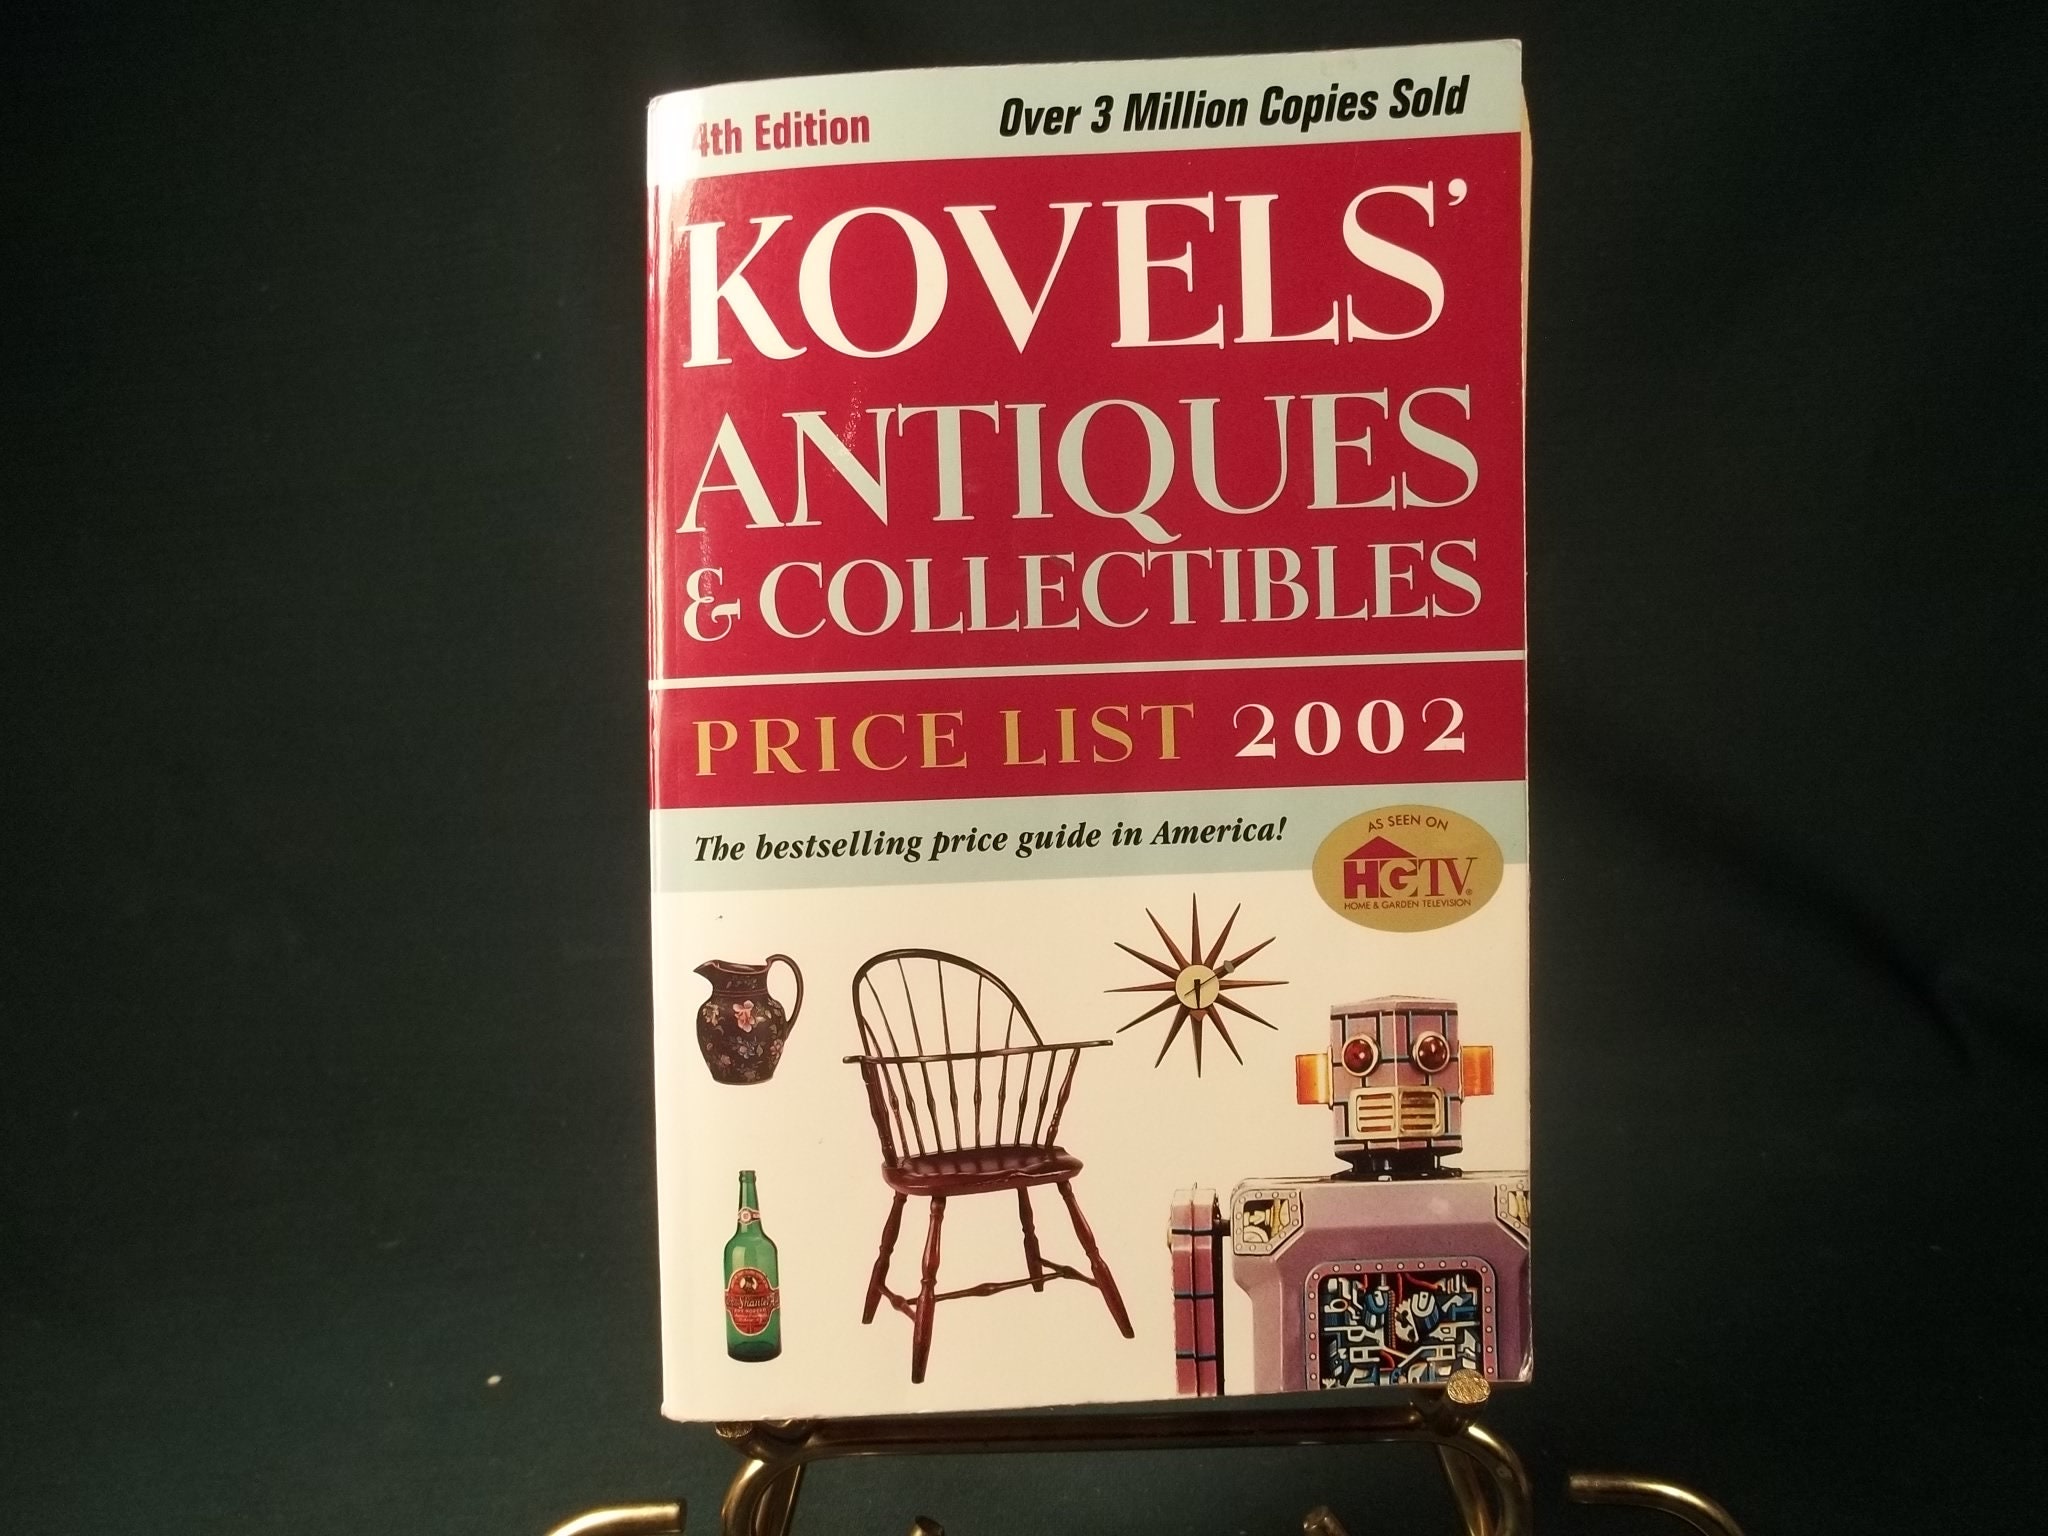 4th Edition
Over 3 Million Copies Sold
KOVELS'
ANTIQUES
& COLLECTIBLES
PRICE LIST 2002
The bestselling price guide in America!
AS SEEN ON
HGTV®
HOME & GARDEN TELEVISION
Shanter